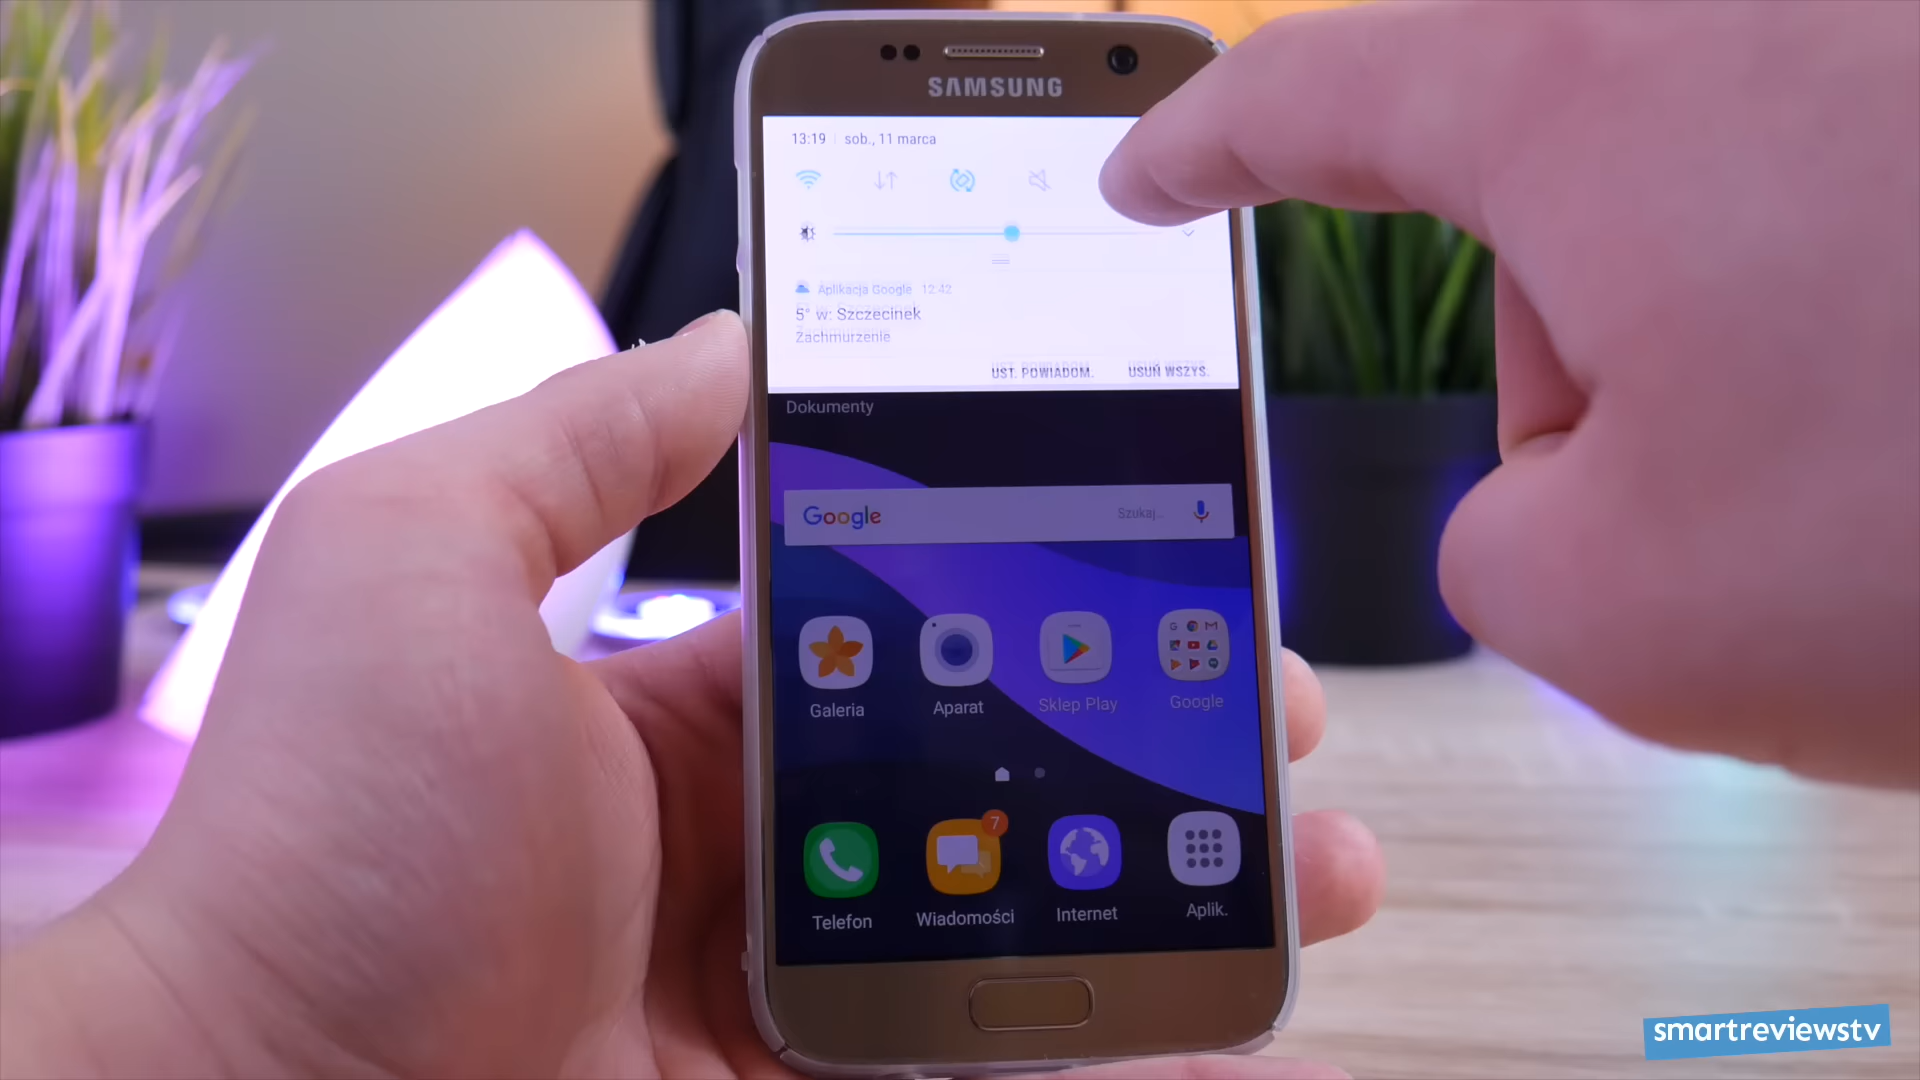 SAMSUNG
13:19 sob., 11 marca
Aplikacja Google 12:42
5° w: Szczecinek
Zachmurzenie
UST. POWIADOM. USUŃ WSZYS.
Dokumenty
Google Szukaj...
Galeria Aparat Sklep Play Google
7
Telefon Wiadomości Internet Aplik.
smartreviewstv